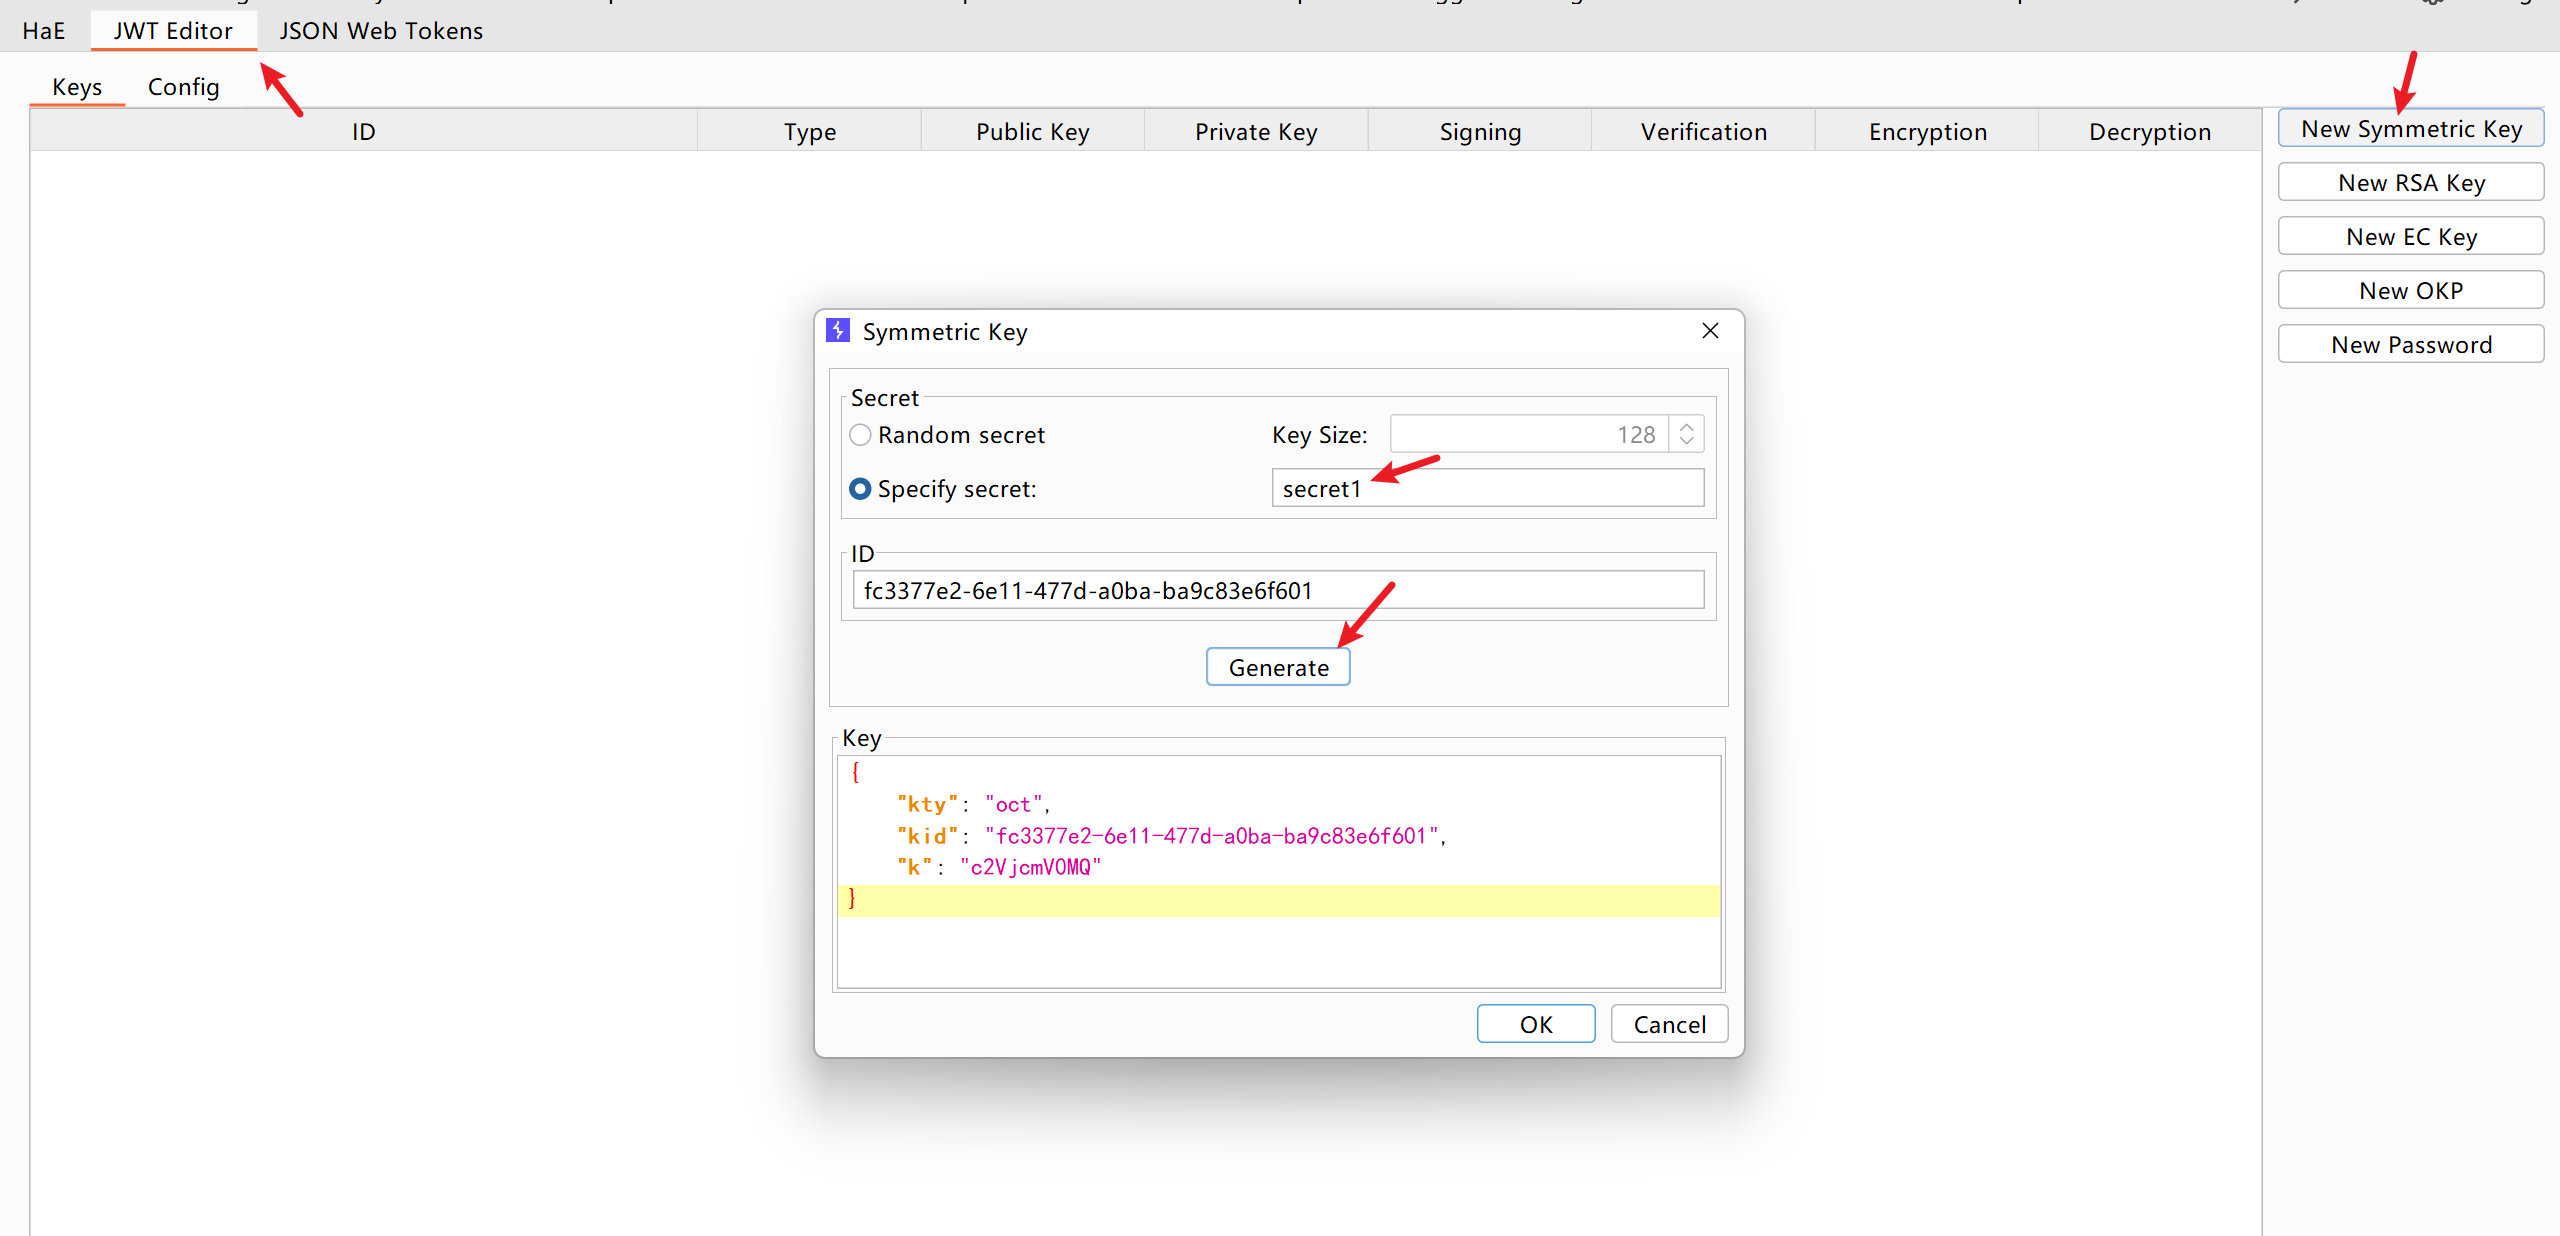 HaE JWT Editor JSON Web Tokens
Keys Config
ID Type Public Key Private Key Signing Verification Encryption Decryption
New Symmetric Key
New RSA Key
New EC Key
New OKP
New Password
Symmetric Key
Secret
Random secret Key Size: 128
Specify secret: secret1
ID
fc3377e2-6e11-477d-a0ba-ba9c83e6f601
Generate
Key
{
"kty": "oct",
"kid": "fc3377e2-6e11-477d-a0ba-ba9c83e6f601",
"k": "c2VjcmV0MQ"
}
OK Cancel